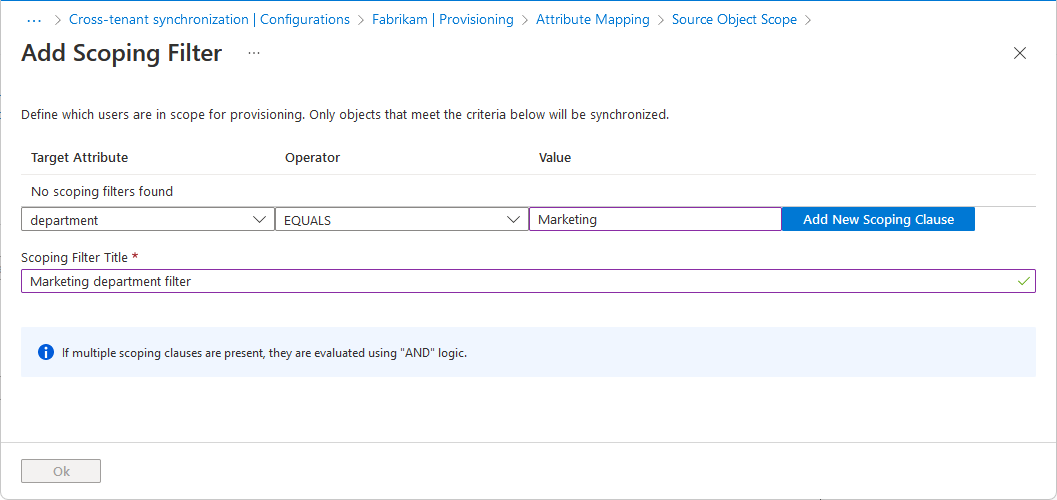 ··· > Cross-tenant synchronization | Configurations > Fabrikam | Provisioning > Attribute Mapping > Source Object Scope >
Add Scoping Filter ···
Define which users are in scope for provisioning. Only objects that meet the criteria below will be synchronized.
Target Attribute Operator Value
No scoping filters found
department EQUALS Marketing Add New Scoping Clause
Scoping Filter Title *
Marketing department filter
If multiple scoping clauses are present, they are evaluated using "AND" logic.
Ok